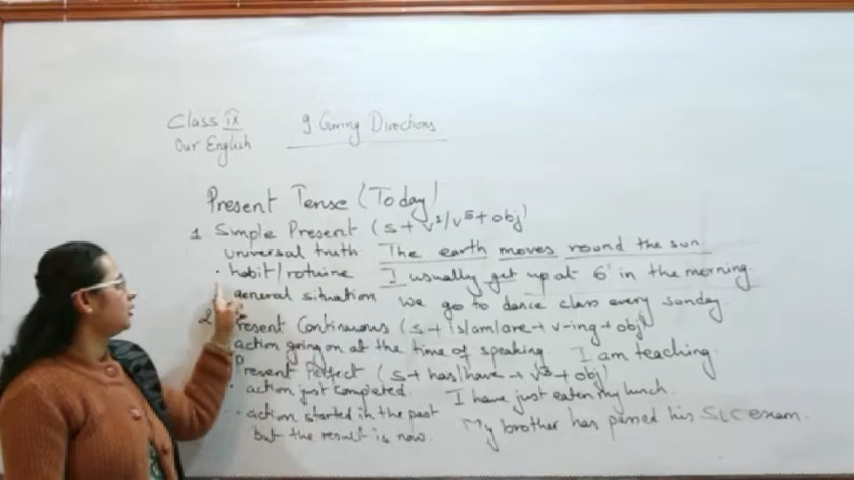 Class IX
9 Giving Directions
Our English
Present Tense (Today)
1 Simple Present (s + v¹/v⁵ + obj)
universal truth The earth moves round the sun
· habit/rotuine I usually get up at 6 in the morning
general situation We go to dance class every sunday.
2 Present Continuous (s + is/am/are + v-ing + obj)
action going on at the time of speaking. I am teaching
Present Perfect (s + has/have + v³ + obj)
· action just completed. I have just eaten my lunch.
· action started in the past My brother has passed his SLC exam.
but the result is now.